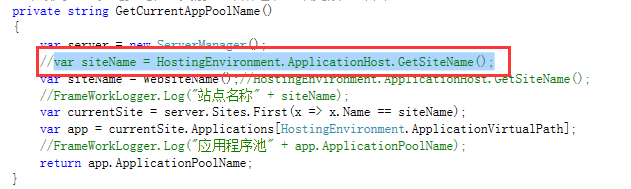 private string GetCurrentAppPoolName()
{
var server = new ServerManager();
//var siteName = HostingEnvironment.ApplicationHost.GetSiteName();
var siteName = WebsiteName();//HostingEnvironment.ApplicationHost.GetSiteName();
//FrameWorkLogger.Log("站点名称" + siteName);
var currentSite = server.Sites.First(x => x.Name == siteName);
var app = currentSite.Applications[HostingEnvironment.ApplicationVirtualPath];
//FrameWorkLogger.Log("应用程序池" + app.ApplicationPoolName);
return app.ApplicationPoolName;
}